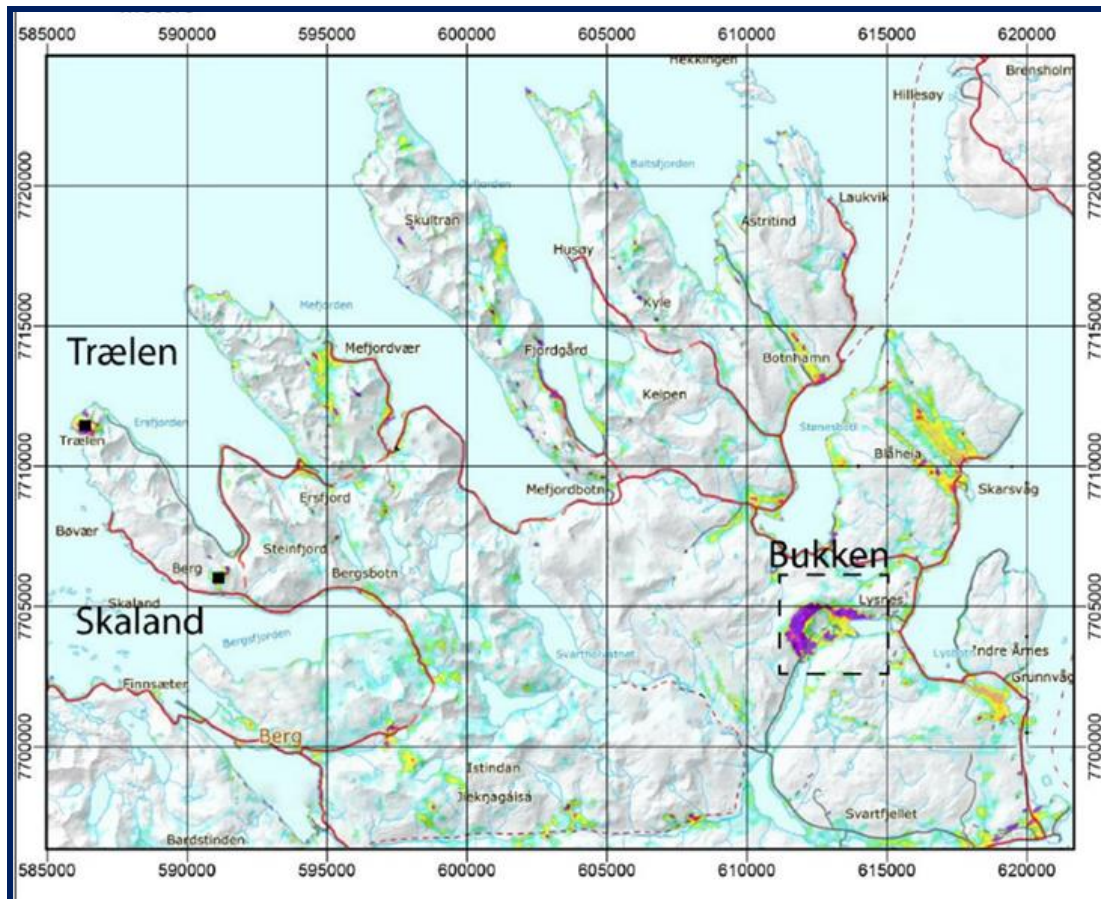 585000 590000 595000 600000 605000 610000 615000 620000
Hekkingen
Brensholm
Hillesøy
7720000
7720000
Baltsfjorden
Øyfjorden
Laukvik
Skultran
Astritind
Husøy
Kyle
Mefjorden
7715000
7715000
Trælen
Mefjordvær
Fjordgård
Botnhamn
Keipen
Ersfjorden
Stønesbotn
Trælen
Blåheia
7710000
7710000
Mefjordbotn
Skarsvåg
Ersfjord
Bøvær
Steinfjord
Berg
Bergsbotn
Bukken
Skaland
Lysnes
7705000
7705000
Skaland
Bergsfjorden
Indre Årnes
Finnsæter
Grunnvåg
Berg
7700000
7700000
Istindan
Svartfjellet
Bardstinden
585000 590000 595000 600000 605000 610000 615000 620000